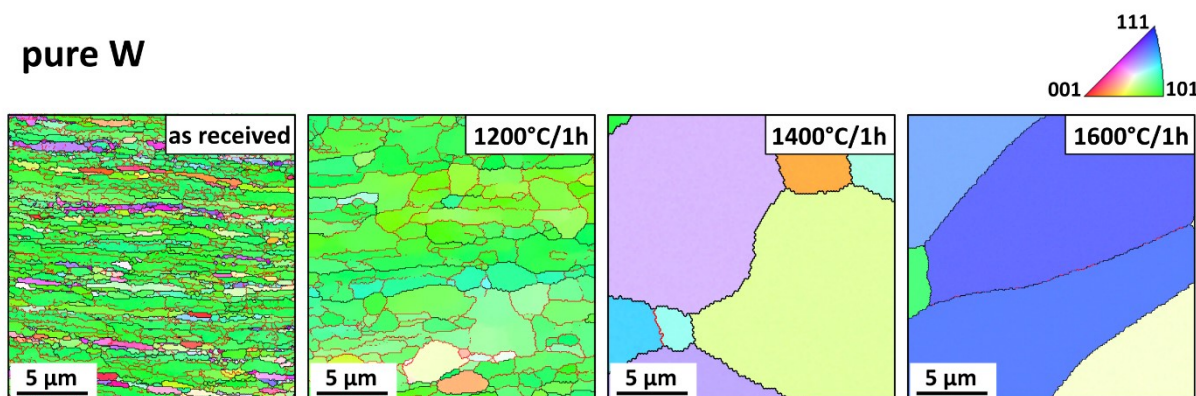 111
pure W
001 101
as received 1200°C/1h 1400°C/1h 1600°C/1h
5 µm 5 µm 5 µm 5 µm